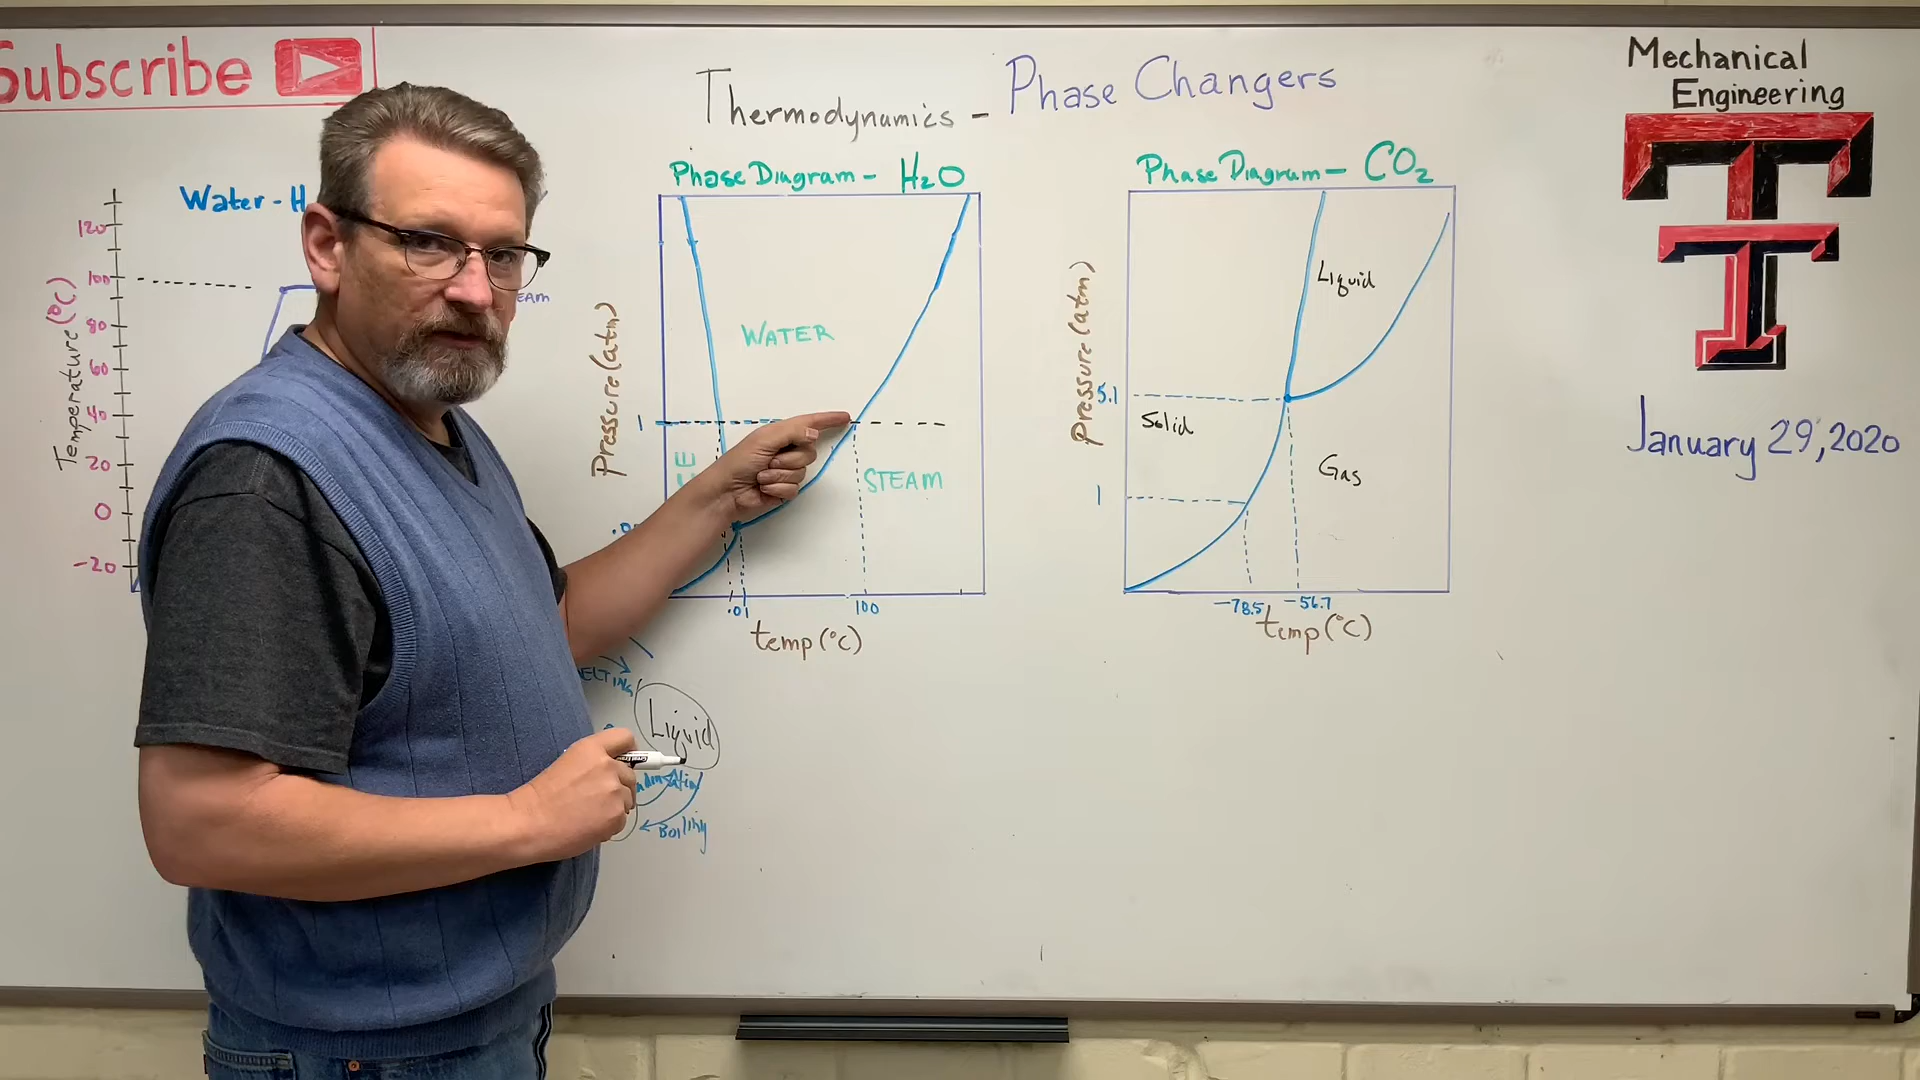 Subscribe
Thermodynamics - Phase Changers
Mechanical
Engineering
January 29, 2020
Water - H
Temperature (°C)
120
100
80
60
40
20
0
-20
EAM
Phase Diagram - H2O
Pressure (atm)
WATER
1
STEAM
.01
100
temp (°C)
Phase Diagram - CO2
Pressure (atm)
Liquid
5.1
Solid
Gas
1
-78.5
-56.7
temp (°C)
ELTING
Liquid
Boiling